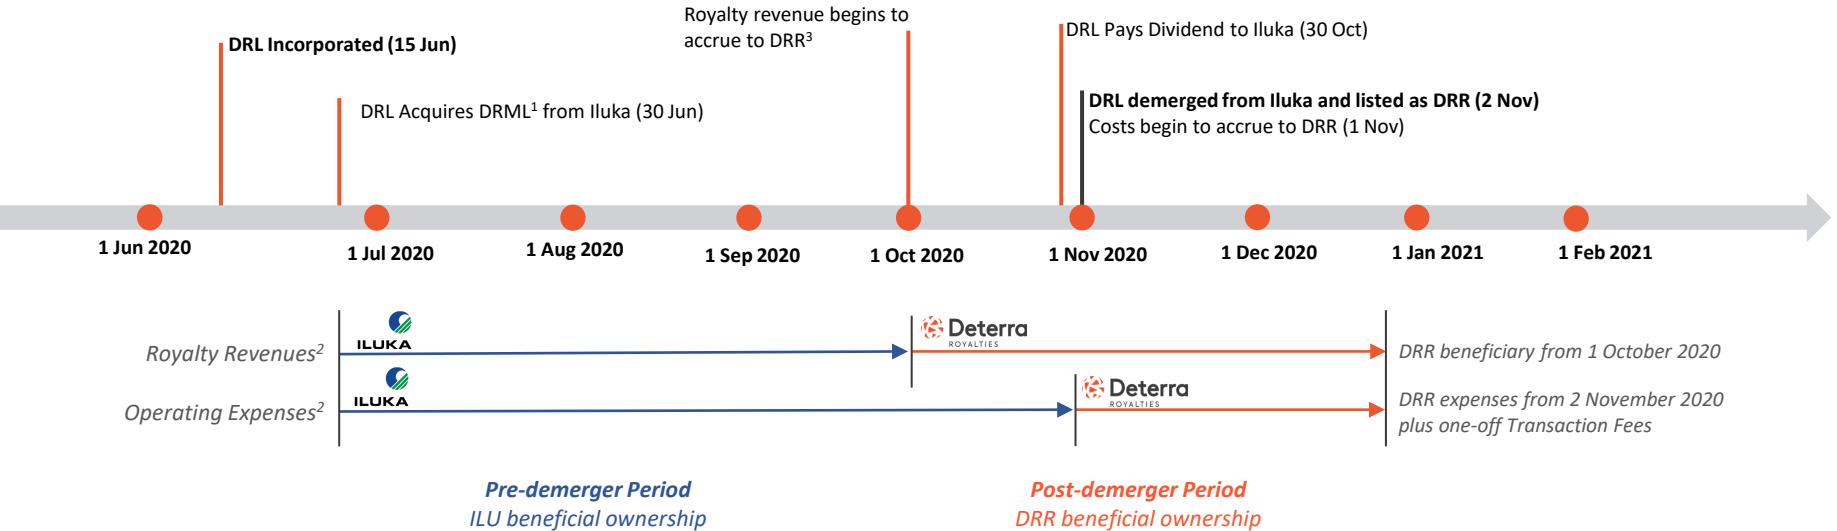 Royalty revenue begins to
accrue to DRR³
DRL Incorporated (15 Jun)
DRL Pays Dividend to Iluka (30 Oct)
DRL Acquires DRML¹ from Iluka (30 Jun)
DRL demerged from Iluka and listed as DRR (2 Nov)
Costs begin to accrue to DRR (1 Nov)
1 Jun 2020
1 Jul 2020
1 Aug 2020
1 Sep 2020
1 Oct 2020
1 Nov 2020
1 Dec 2020
1 Jan 2021
1 Feb 2021
Royalty Revenues²
ILUKA
Deterra
ROYALTIES
DRR beneficiary from 1 October 2020
Operating Expenses²
ILUKA
Deterra
ROYALTIES
DRR expenses from 2 November 2020
plus one-off Transaction Fees
Pre-demerger Period
ILU beneficial ownership
Post-demerger Period
DRR beneficial ownership